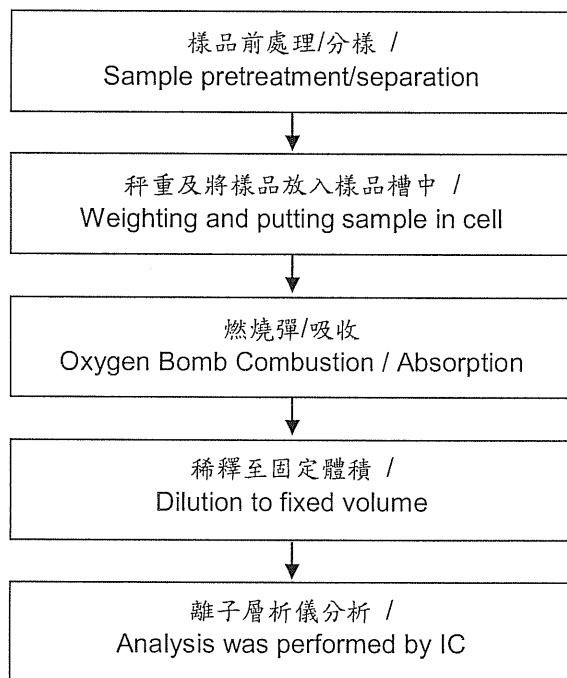 樣品前處理/分樣 /
Sample pretreatment/separation
秤重及將樣品放入樣品槽中 /
Weighting and putting sample in cell
燃燒彈/吸收
Oxygen Bomb Combustion / Absorption
稀釋至固定體積 /
Dilution to fixed volume
離子層析儀分析 /
Analysis was performed by IC